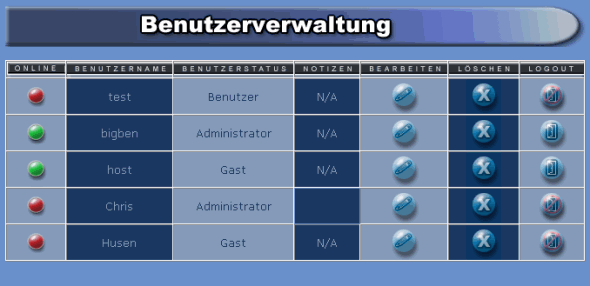 Benutzerverwaltung
ONLINE BENUTZERNAME BENUTZERSTATUS NOTIZEN BEARBEITEN LÖSCHEN LOGOUT
test Benutzer N/A
bigben Administrator N/A
host Gast N/A
Chris Administrator
Husen Gast N/A